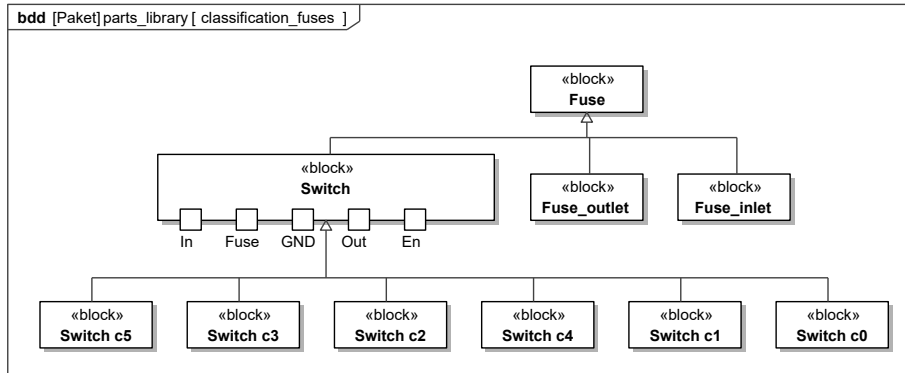 bdd [Paket] parts_library [ classification_fuses ]
«block»
Fuse
«block»
Switch
In Fuse GND Out En
«block»
Fuse_outlet
«block»
Fuse_inlet
«block»
Switch c5
«block»
Switch c3
«block»
Switch c2
«block»
Switch c4
«block»
Switch c1
«block»
Switch c0